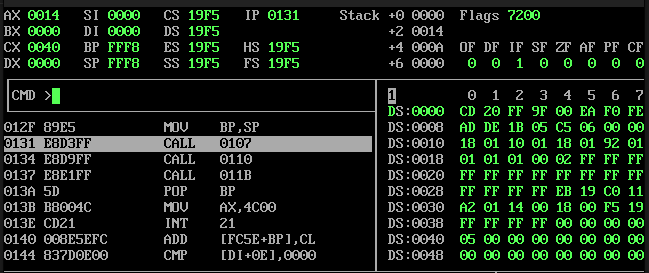 AX 0014 SI 0000 CS 19F5 IP 0131 Stack +0 0000 Flags 7200
BX 0000 DI 0000 DS 19F5 +2 0014
CX 0040 BP FFF8 ES 19F5 HS 19F5 +4 000A OF DF IF SF ZF AF PF CF
DX 0000 SP FFF8 SS 19F5 FS 19F5 +6 0000 0 0 1 0 0 0 0 0
CMD >
1 0 1 2 3 4 5 6 7
DS:0000 CD 20 FF 9F 00 EA F0 FE
012F 89E5 MOV BP,SP DS:0008 AD DE 1B 05 C5 06 00 00
0131 E8D3FF CALL 0107 DS:0010 18 01 10 01 18 01 92 01
0134 E8D9FF CALL 0110 DS:0018 01 01 01 00 02 FF FF FF
0137 E8E1FF CALL 011B DS:0020 FF FF FF FF FF FF FF FF
013A 5D POP BP DS:0028 FF FF FF FF EB 19 C0 11
013B B8004C MOV AX,4C00 DS:0030 A2 01 14 00 18 00 F5 19
013E CD21 INT 21 DS:0038 FF FF FF FF 00 00 00 00
0140 008E5EFC ADD [FC5E+BP],CL DS:0040 05 00 00 00 00 00 00 00
0144 837D0E00 CMP [DI+0E],0000 DS:0048 00 00 00 00 00 00 00 00